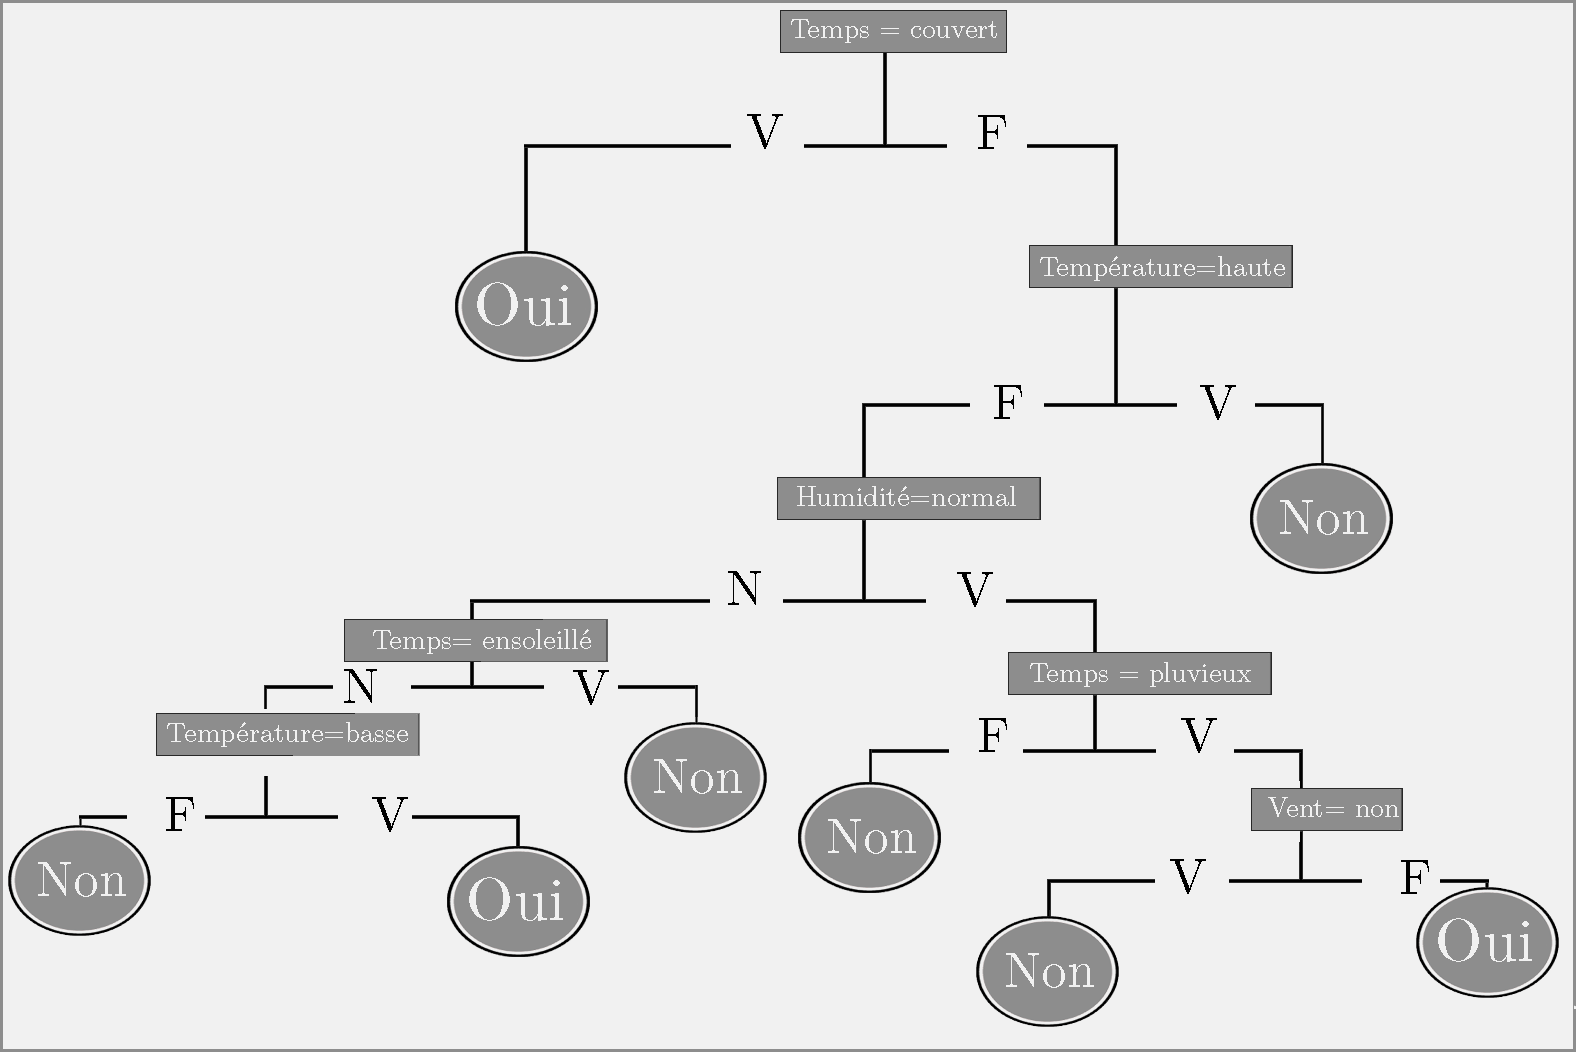 Temps = couvert
V
F
Oui
Température=haute
F
V
Humidité=normal
Non
N
V
Temps= ensoleillé
Temps = pluvieux
N
V
Température=basse
F
V
Non
Non
Vent= non
F
V
Non
Oui
V
F
Non
Oui